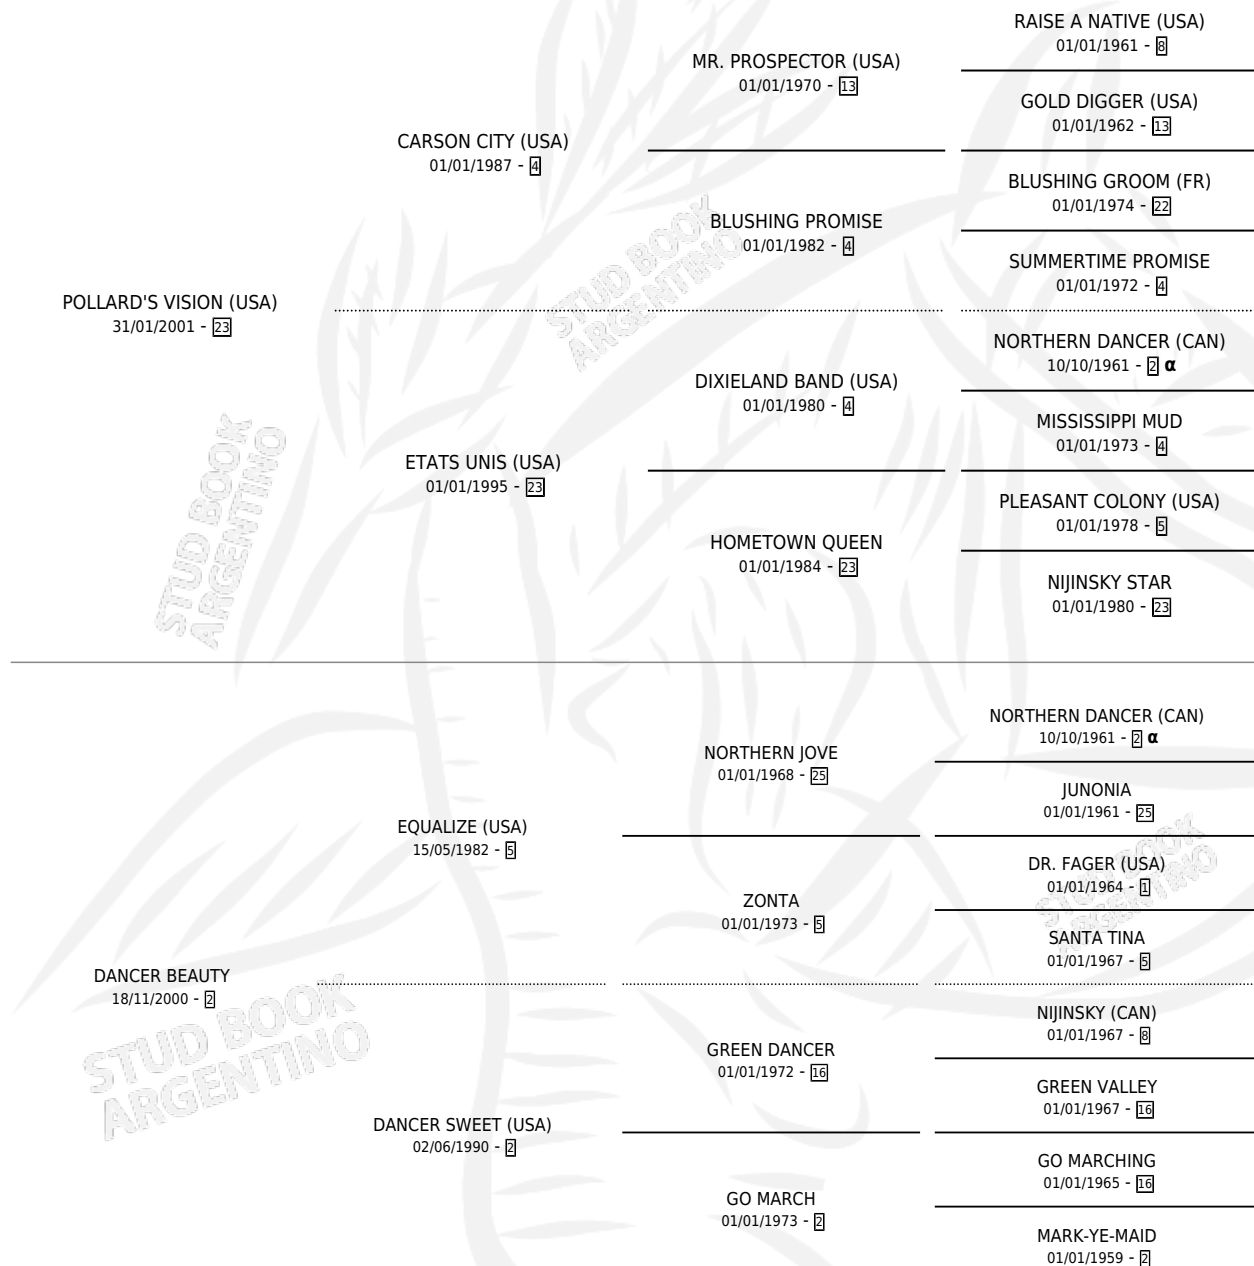 RAISE A NATIVE (USA)
01/01/1961 - 8
MR. PROSPECTOR (USA)
01/01/1970 - 13
GOLD DIGGER (USA)
01/01/1962 - 13
CARSON CITY (USA)
01/01/1987 - 4
BLUSHING GROOM (FR)
01/01/1974 - 22
BLUSHING PROMISE
01/01/1982 - 4
SUMMERTIME PROMISE
01/01/1972 - 4
POLLARD'S VISION (USA)
31/01/2001 - 23
STUD BOOK
ARGENTINO
NORTHERN DANCER (CAN)
10/10/1961 - 2 α
DIXIELAND BAND (USA)
01/01/1980 - 4
MISSISSIPPI MUD
01/01/1973 - 4
ETATS UNIS (USA)
01/01/1995 - 23
PLEASANT COLONY (USA)
01/01/1978 - 5
HOMETOWN QUEEN
01/01/1984 - 23
NIJINSKY STAR
01/01/1980 - 23
STUD BOOK
ARGENTINO
NORTHERN DANCER (CAN)
10/10/1961 - 2 α
NORTHERN JOVE
01/01/1968 - 25
JUNONIA
01/01/1961 - 25
EQUALIZE (USA)
15/05/1982 - 5
DR. FAGER (USA)
01/01/1964 - 1
ZONTA
01/01/1973 - 5
SANTA TINA
01/01/1967 - 5
STUD BOOK
ARGENTINO
DANCER BEAUTY
18/11/2000 - 2
NIJINSKY (CAN)
01/01/1967 - 8
GREEN DANCER
01/01/1972 - 16
GREEN VALLEY
01/01/1967 - 16
STUD BOOK
ARGENTINO
DANCER SWEET (USA)
02/06/1990 - 2
GO MARCHING
01/01/1965 - 16
GO MARCH
01/01/1973 - 2
MARK-YE-MAID
01/01/1959 - 2